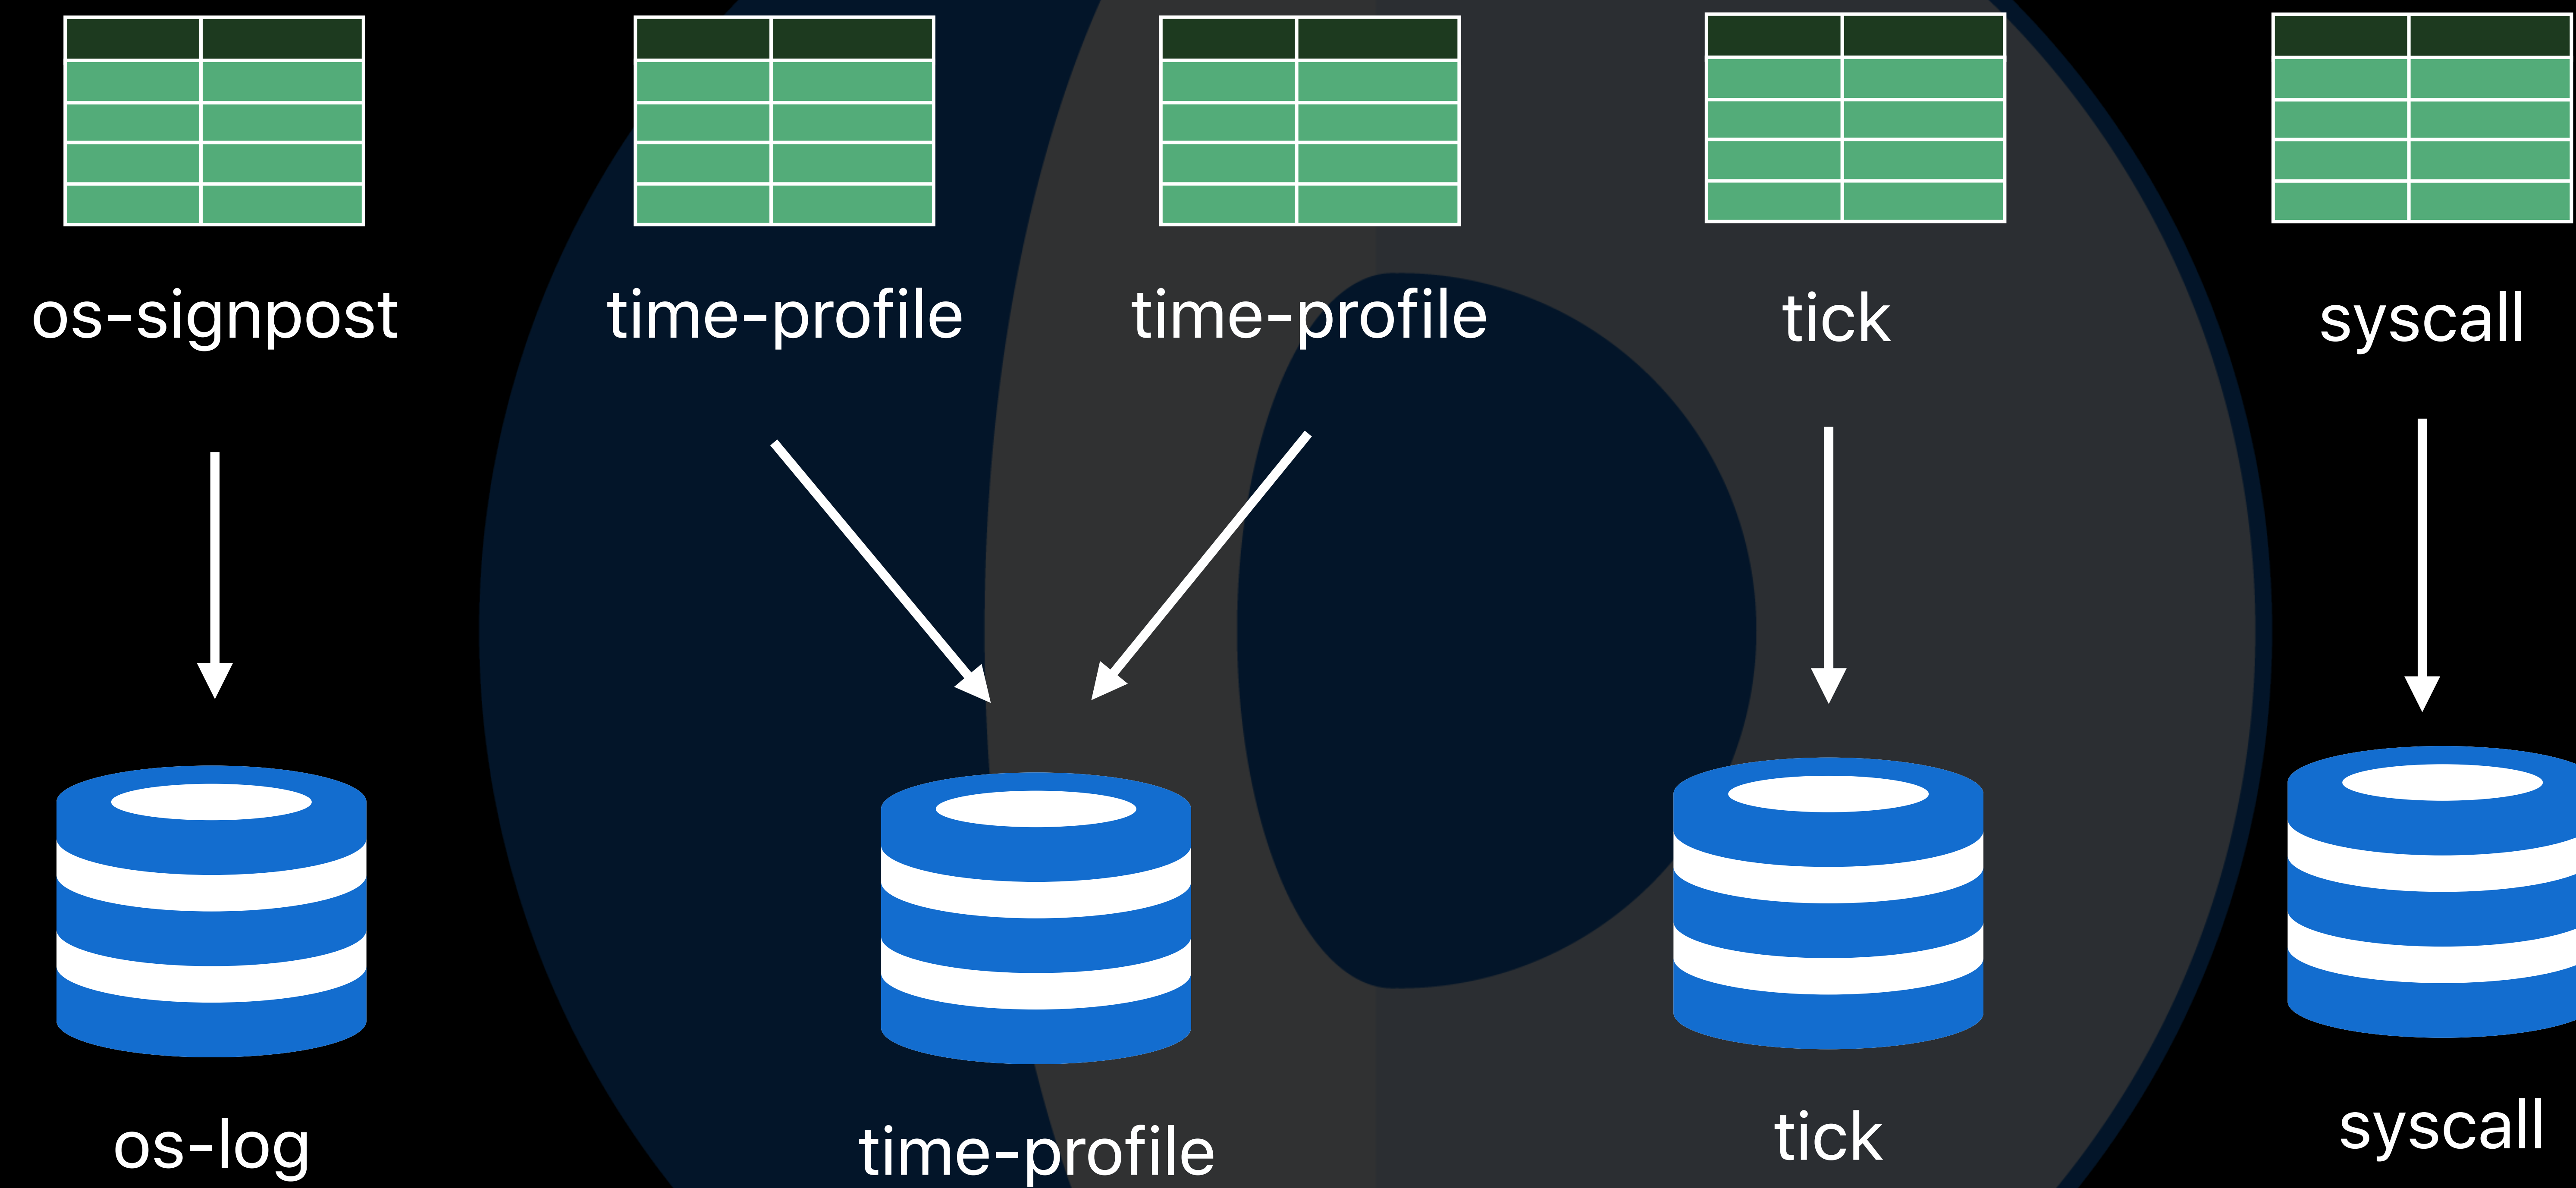 os-signpost
time-profile
time-profile
tick
syscall
os-log
time-profile
tick
syscall